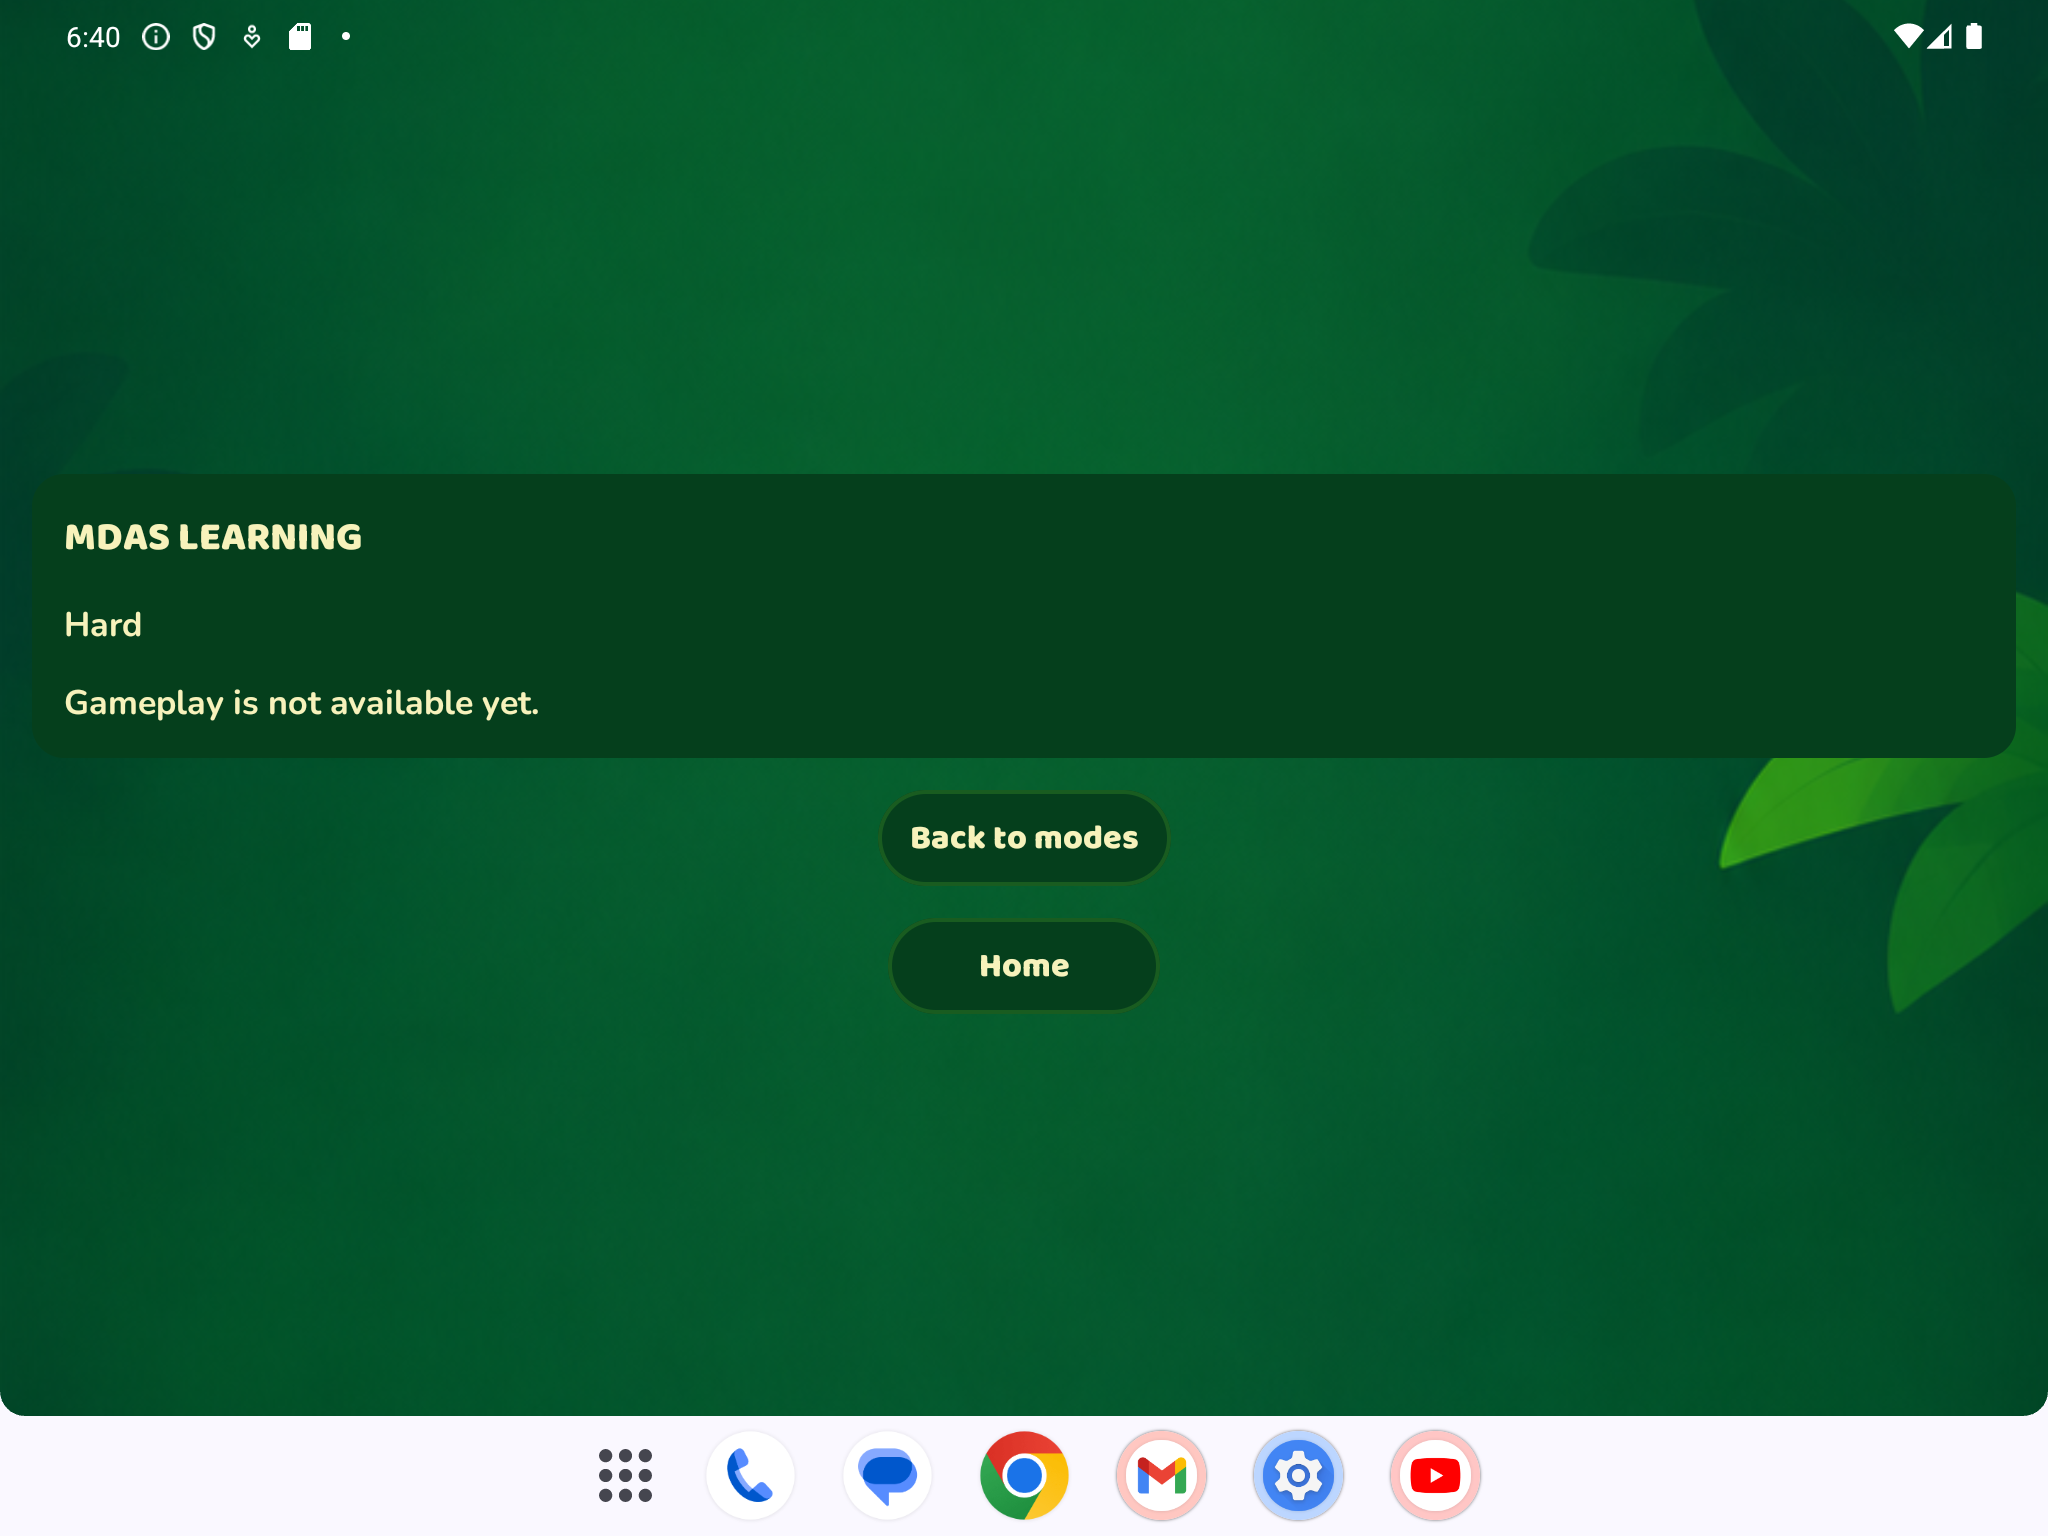 6:40
MDAS LEARNING
Hard
Gameplay is not available yet.
Back to modes
Home